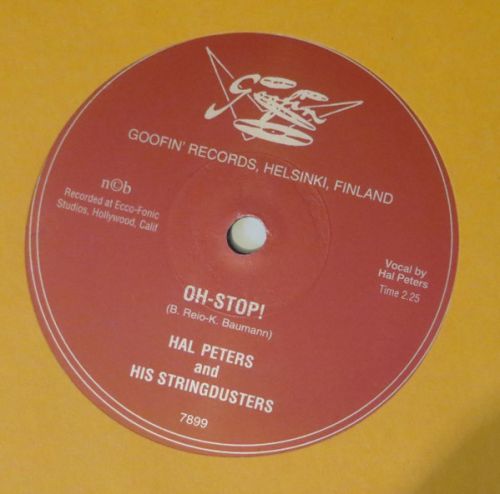 Goofin'
GOOFIN' RECORDS, HELSINKI, FINLAND
n©b
Recorded at Ecco-Fonic
Studios, Hollywood, Calif
Vocal by
Hal Peters
Time 2.25
OH-STOP!
(B. Reio-K. Baumann)
HAL PETERS
and
HIS STRINGDUSTERS
7899